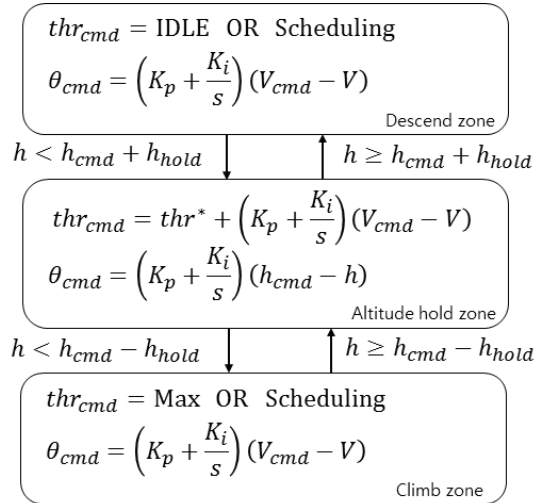 thr_cmd = IDLE OR Scheduling
θ_cmd = (K_p + K_i/s)(V_cmd − V)
Descend zone
h < h_cmd + h_hold    h ≥ h_cmd + h_hold
thr_cmd = thr* + (K_p + K_i/s)(V_cmd − V)
θ_cmd = (K_p + K_i/s)(h_cmd − h)
Altitude hold zone
h < h_cmd − h_hold    h ≥ h_cmd − h_hold
thr_cmd = Max OR Scheduling
θ_cmd = (K_p + K_i/s)(V_cmd − V)
Climb zone